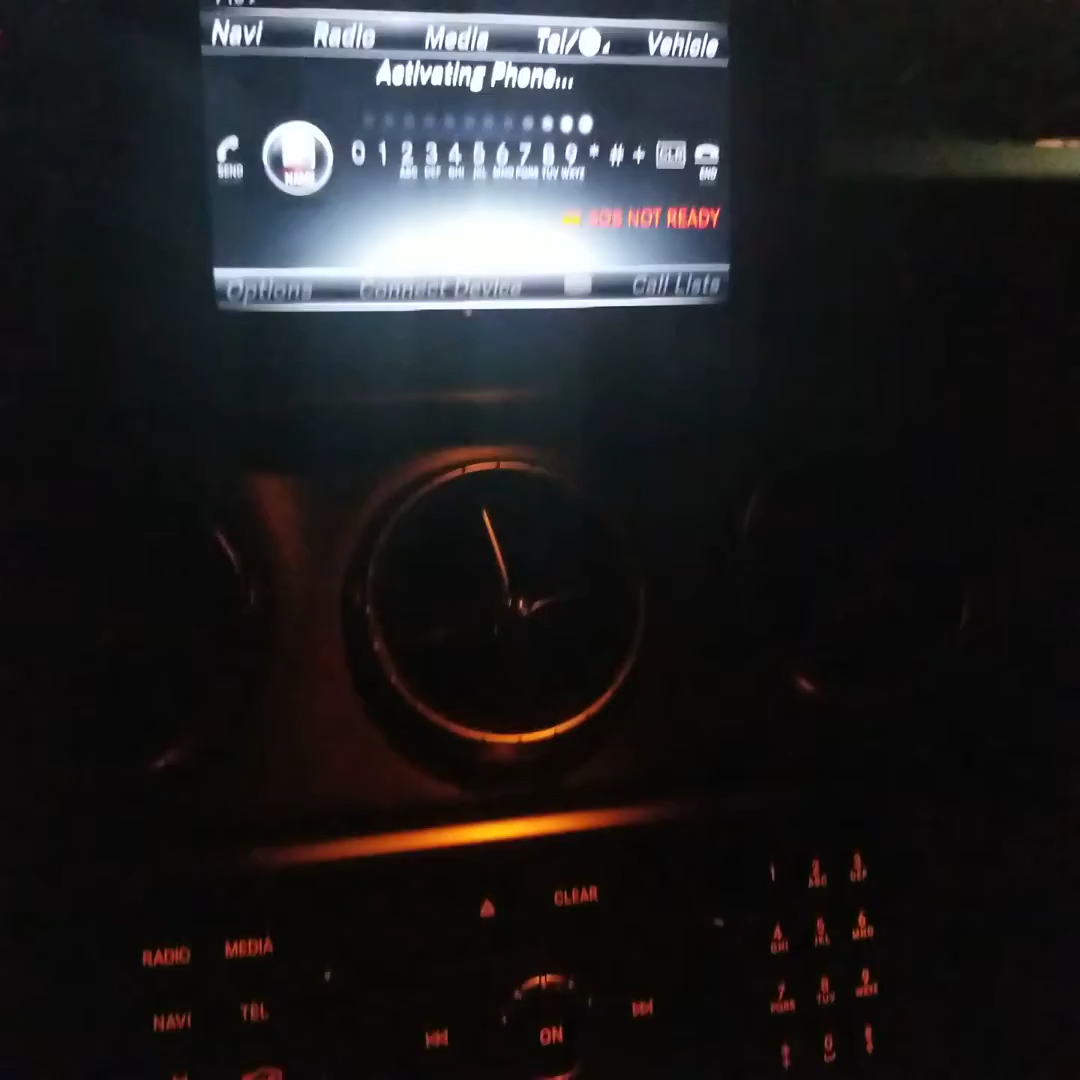 Navi Radio Media Tel/ Vehicle
Activating Phone...
SEND NAME 0 1 2 ABC 3 DEF 4 GHI 5 JKL 6 MNO 7 PQRS 8 TUV 9 WXYZ * # + CLR END
SOS NOT READY
Options Connect Device Call Lists
CLEAR
1 2 ABC 3 DEF
RADIO MEDIA
4 GHI 5 JKL 6 MNO
NAVI TEL
7 PQRS 8 TUV 9 WXYZ
ON
0